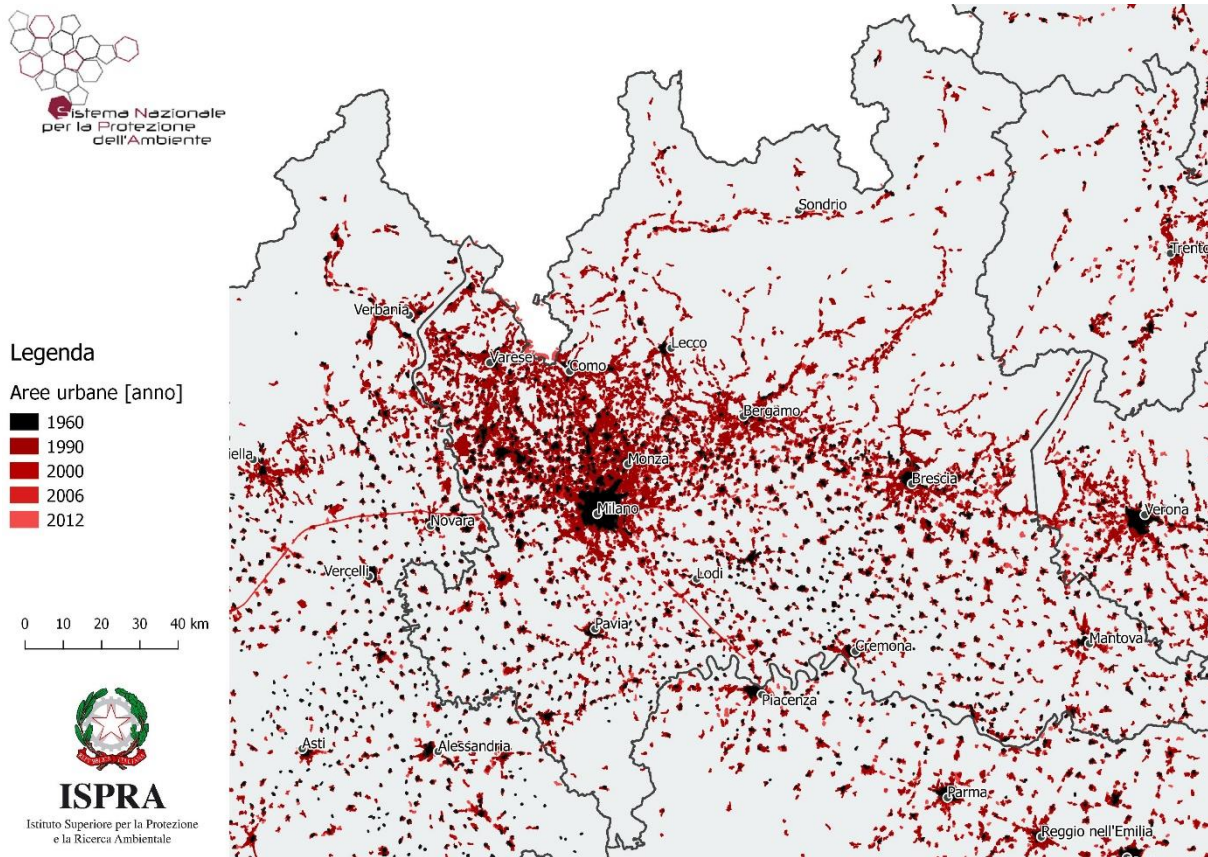 Sistema Nazionale
per la Protezione
dell'Ambiente
Legenda
Aree urbane [anno]
1960
1990
2000
2006
2012
0 10 20 30 40 km
ISPRA
Istituto Superiore per la Protezione
e la Ricerca Ambientale
Sondrio
Trento
Verbania
Varese
Como
Lecco
Bergamo
iella
Monza
Brescia
Milano
Verona
Novara
Vercelli
Lodi
Pavia
Cremona
Mantova
Piacenza
Asti
Alessandria
Parma
Reggio nell'Emilia